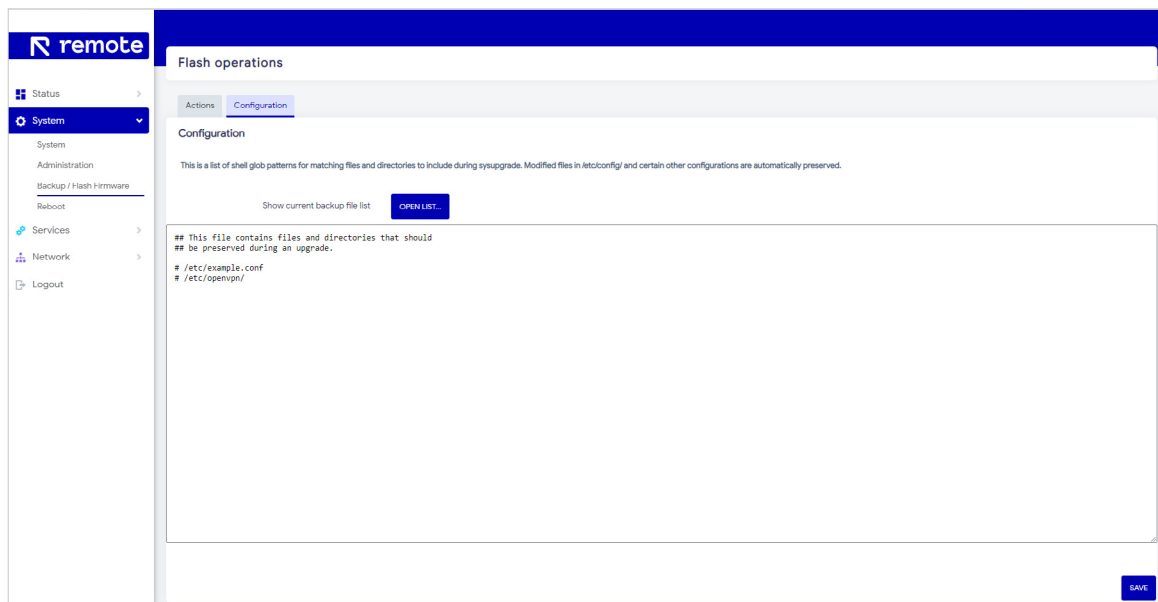 remote
Status
System
System
Administration
Backup / Flash Firmware
Reboot
Services
Network
Logout
Flash operations
Actions Configuration
Configuration
This is a list of shell glob patterns for matching files and directories to include during sysupgrade. Modified files in /etc/config/ and certain other configurations are automatically preserved.
Show current backup file list OPEN LIST...
## This file contains files and directories that should
## be preserved during an upgrade.
# /etc/example.conf
# /etc/openvpn/
SAVE